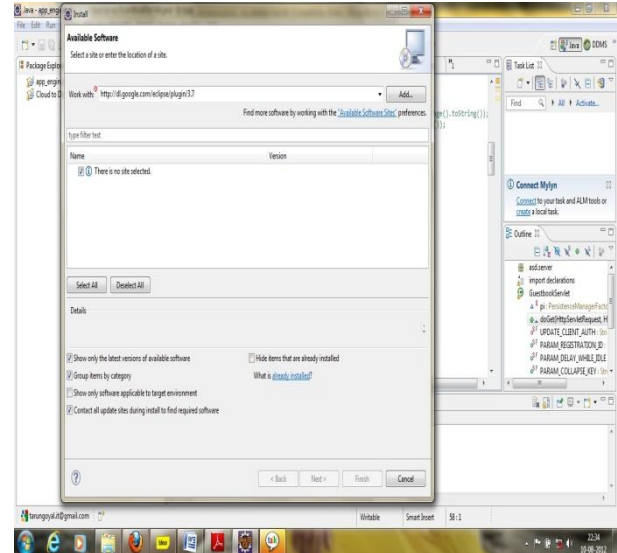 Java - app_eng
Install
File Edit Run
Available Software
Select a site or enter the location of a site.
Java DDMS
Package Explo
app_engin
Cloud to D
Work with: http://dl.google.com/eclipse/plugin/3.7
Add...
Find more software by working with the "Available Software Sites" preferences.
type filter text
Name Version
There is no site selected.
Select All Deselect All
Details
Show only the latest versions of available software
Hide items that are already installed
Group items by category
What is already installed?
Show only software applicable to target environment
Contact all update sites during install to find required software
< Back Next > Finish Cancel
.toString());
Task List
Find All Activate...
Connect Mylyn
Connect to your task and ALM tools or
create a local task.
Outline
asd.server
import declarations
GuestbookServlet
pi : PersistenceManagerFacto
doGet(HttpServletRequest, H
UPDATE_CLIENT_AUTH : Strin
PARAM_REGISTRATION_ID :
PARAM_DELAY_WHILE_IDLE
PARAM_COLLAPSE_KEY : Str
tarungoyal.it@gmail.com
Writable Smart Insert 58 : 1
talk
22:34
10-08-2012